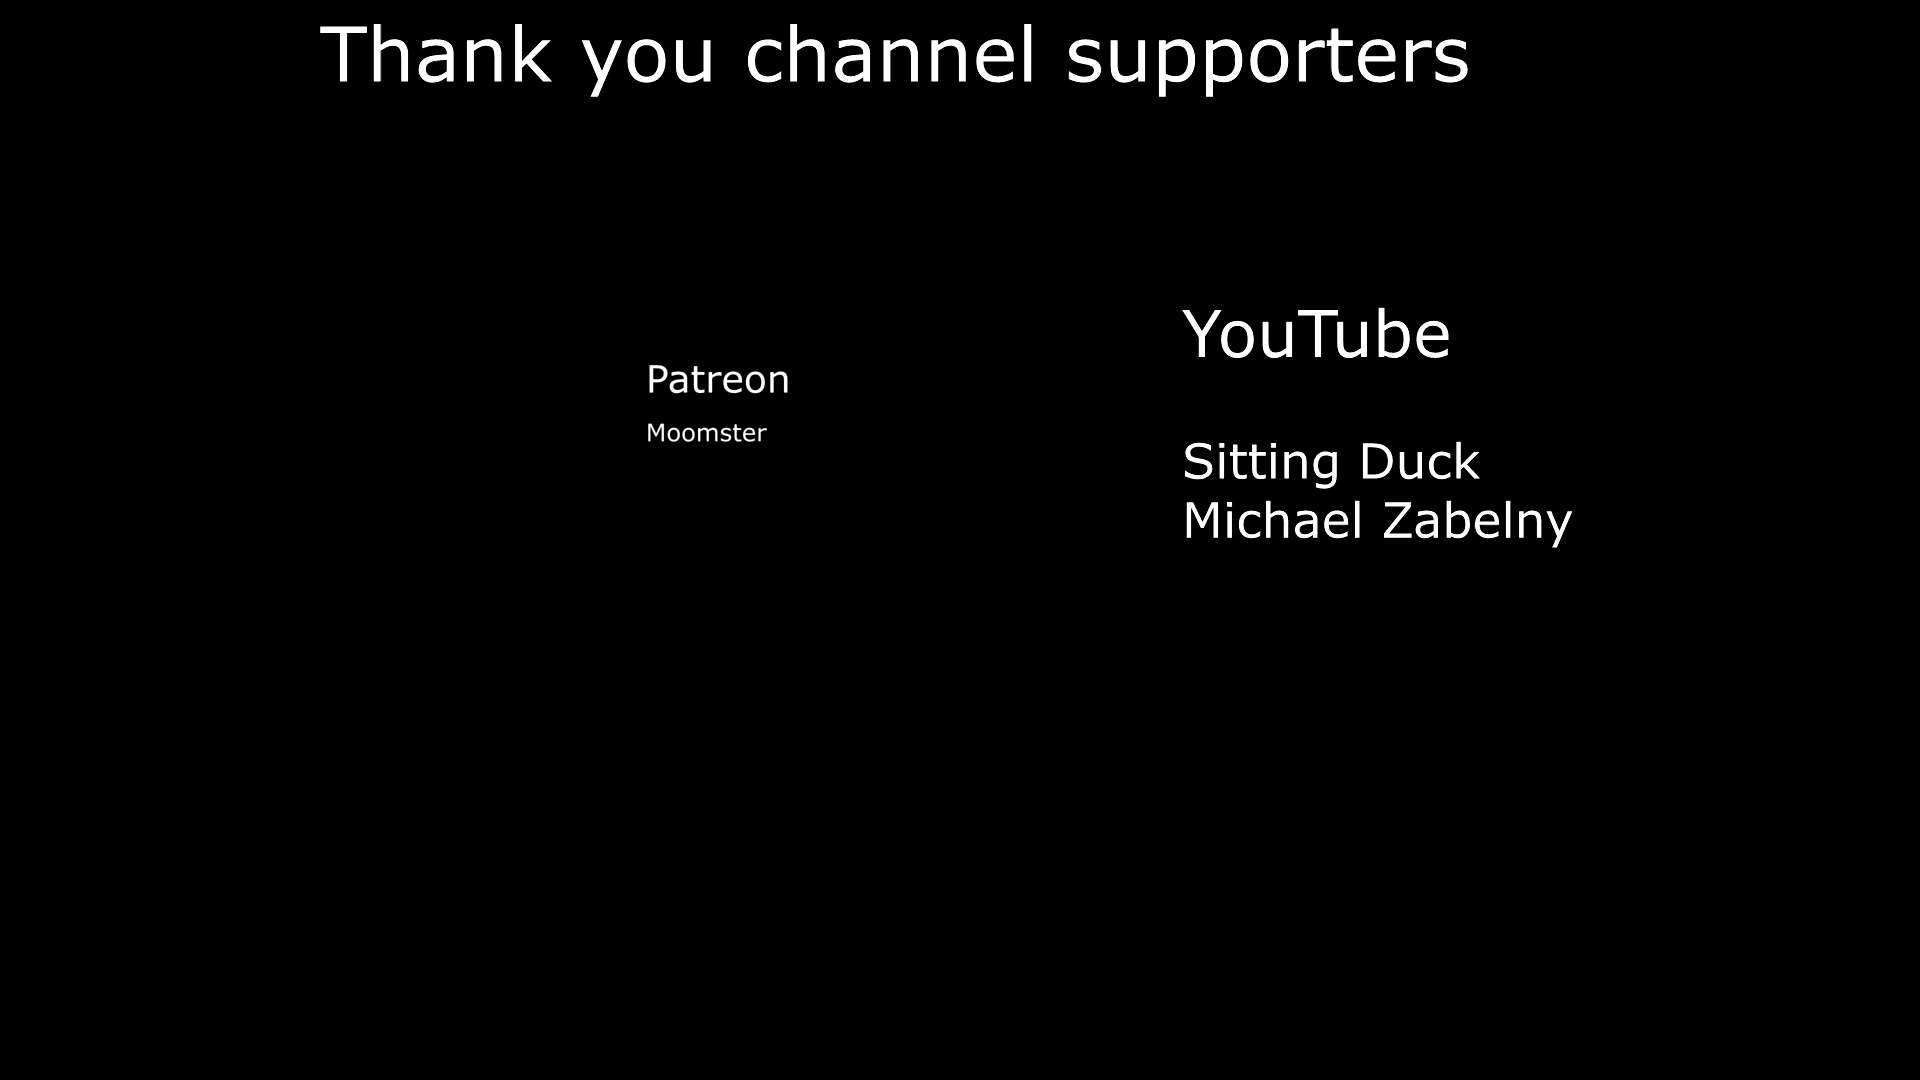 Thank you channel supporters
Patreon
Moomster
YouTube
Sitting Duck
Michael Zabelny